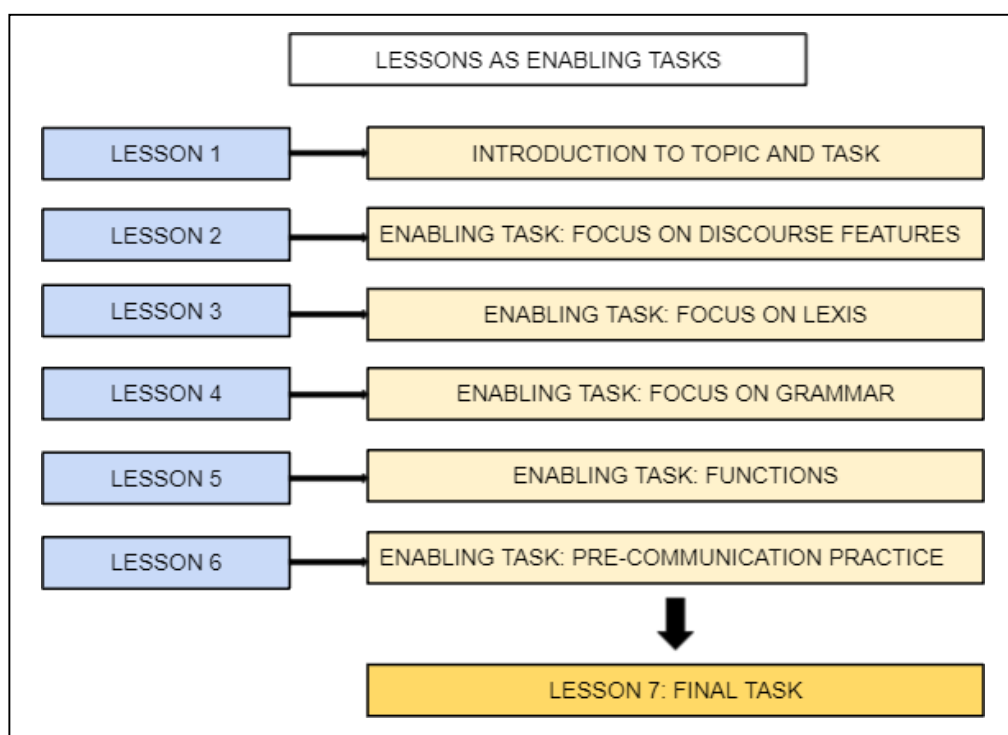 LESSONS AS ENABLING TASKS
LESSON 1
INTRODUCTION TO TOPIC AND TASK
LESSON 2
ENABLING TASK: FOCUS ON DISCOURSE FEATURES
LESSON 3
ENABLING TASK: FOCUS ON LEXIS
LESSON 4
ENABLING TASK: FOCUS ON GRAMMAR
LESSON 5
ENABLING TASK: FUNCTIONS
LESSON 6
ENABLING TASK: PRE-COMMUNICATION PRACTICE
LESSON 7: FINAL TASK